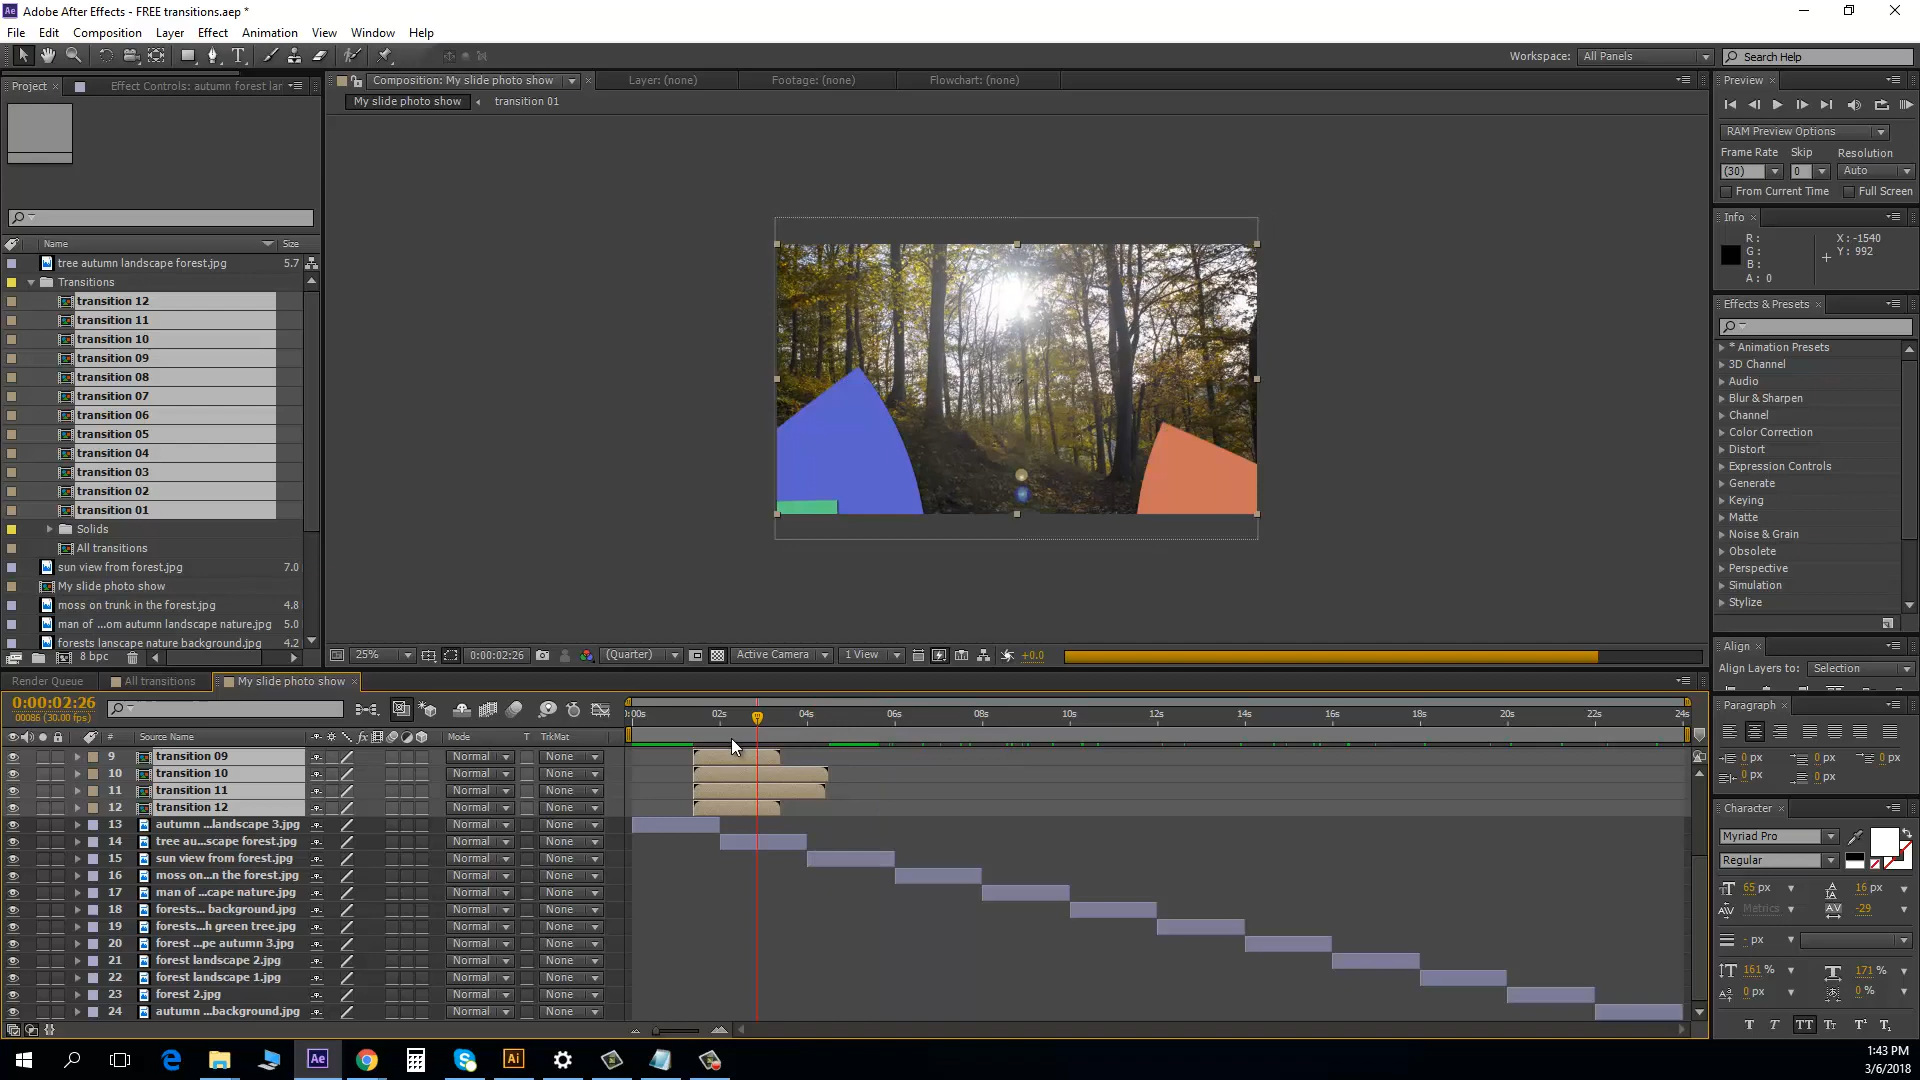 Adobe After Effects - FREE transitions.aep *
File Edit Composition Layer Effect Animation View Window Help
Workspace: All Panels Search Help
Project Effect Controls: autumn forest lan
Composition: My slide photo show Layer: (none) Footage: (none) Flowchart: (none)
My slide photo show transition 01
Name Size
tree autumn landscape forest.jpg 5.7
Transitions
transition 12
transition 11
transition 10
transition 09
transition 08
transition 07
transition 06
transition 05
transition 04
transition 03
transition 02
transition 01
Solids
All transitions
sun view from forest.jpg 7.0
My slide photo show
moss on trunk in the forest.jpg 4.8
man of ...om autumn landscape nature.jpg 5.0
forests lanscape nature background.jpg 4.2
8 bpc
25% 0:00:02:26 (Quarter) Active Camera 1 View +0.0
Preview
RAM Preview Options
Frame Rate Skip Resolution
(30) 0 Auto
From Current Time Full Screen
Info
R: X: -1540
G: Y: 992
B:
A: 0
Effects & Presets
* Animation Presets
3D Channel
Audio
Blur & Sharpen
Channel
Color Correction
Distort
Expression Controls
Generate
Keying
Matte
Noise & Grain
Obsolete
Perspective
Simulation
Stylize
Align
Align Layers to: Selection
Paragraph
0 px 0 px 0 px
0 px 0 px
Character
Myriad Pro
Regular
65 px 16 px
Metrics -29
- px
161 % 171 %
0 px 0 %
T T TT Tt T¹ T₁
Render Queue All transitions My slide photo show
0:00:02:26
00086 (30.00 fps)
# Source Name fx Mode T TrkMat
:00s 02s 04s 06s 08s 10s 12s 14s 16s 18s 20s 22s 24s
9 transition 09 Normal None
10 transition 10 Normal None
11 transition 11 Normal None
12 transition 12 Normal None
13 autumn ...landscape 3.jpg Normal None
14 tree au...scape forest.jpg Normal None
15 sun view from forest.jpg Normal None
16 moss on...n the forest.jpg Normal None
17 man of ...cape nature.jpg Normal None
18 forests... background.jpg Normal None
19 forests...h green tree.jpg Normal None
20 forest ...pe autumn 3.jpg Normal None
21 forest landscape 2.jpg Normal None
22 forest landscape 1.jpg Normal None
23 forest 2.jpg Normal None
24 autumn ...background.jpg Normal None
Ae Ai
1:43 PM
3/6/2018